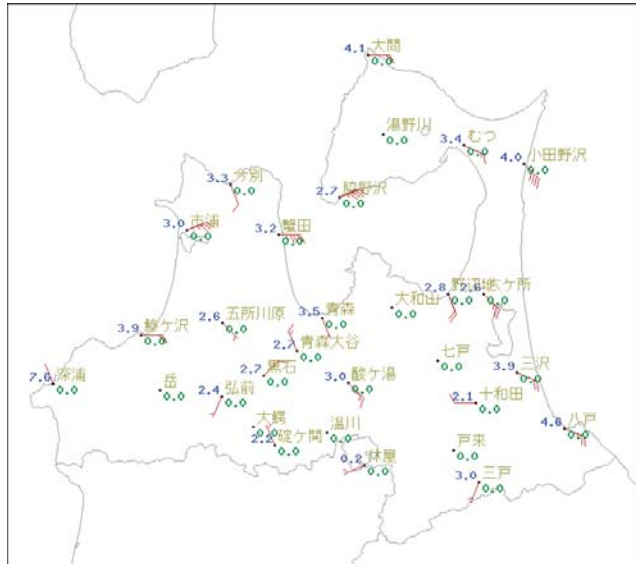 4.1 大間
0.0
湯野川
0.0
3.4 むつ
0.0
4.0 小田野沢
0.0
3.3 今別
0.0
2.7 脇野沢
0.0
3.0 市浦
0.0
3.2 蟹田
0.0
2.8 野辺地
0.0
2.6 六ケ所
0.0
大和山
0.0
3.5 青森
0.0
2.6 五所川原
0.0
3.9 鰺ケ沢
0.0
2.7 青森大谷
0.0
七戸
0.0
7.6 深浦
0.0
岳
0.0
2.7 黒石
0.0
3.0 酸ケ湯
0.0
3.9 三沢
0.0
2.4 弘前
0.0
2.1 十和田
0.0
大鰐
0.0
温川
0.0
4.6 八戸
0.0
2.2 碇ケ関
0.0
戸来
0.0
0.2 休屋
0.0
3.0 三戸
0.0